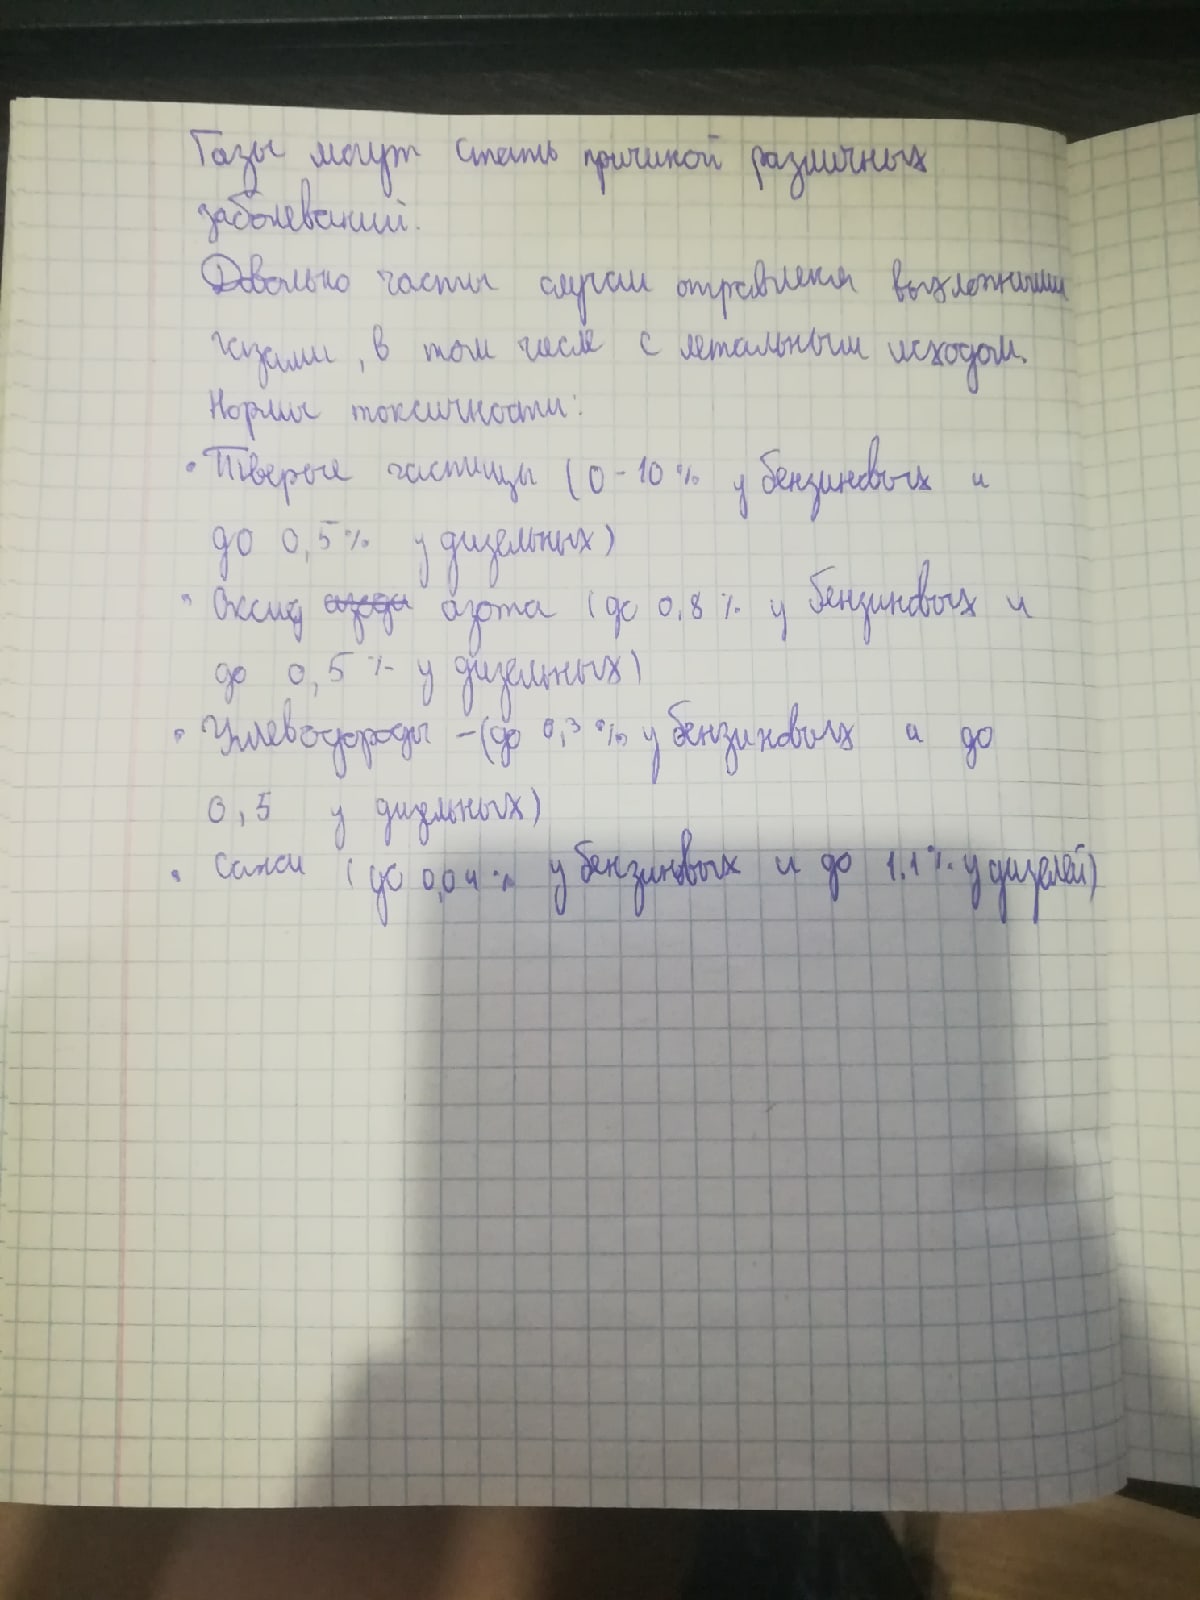 Газы могут стать причиной различных
заболеваний.
Довольно часты случаи отравления выхлопными
газами, в том числе с летальным исходом.
Нормы токсичности:
• Твердые частицы (0-10% у бензиновых и
до 0,5% у дизельных)
• Оксид азота (до 0,8% у бензиновых и
до 0,5% у дизельных)
• Углеводороды -(до 0,3% у бензиновых и до
0,5 у дизельных)
• Сажи (до 0,04% у бензиновых и до 1.1% у дизелей)